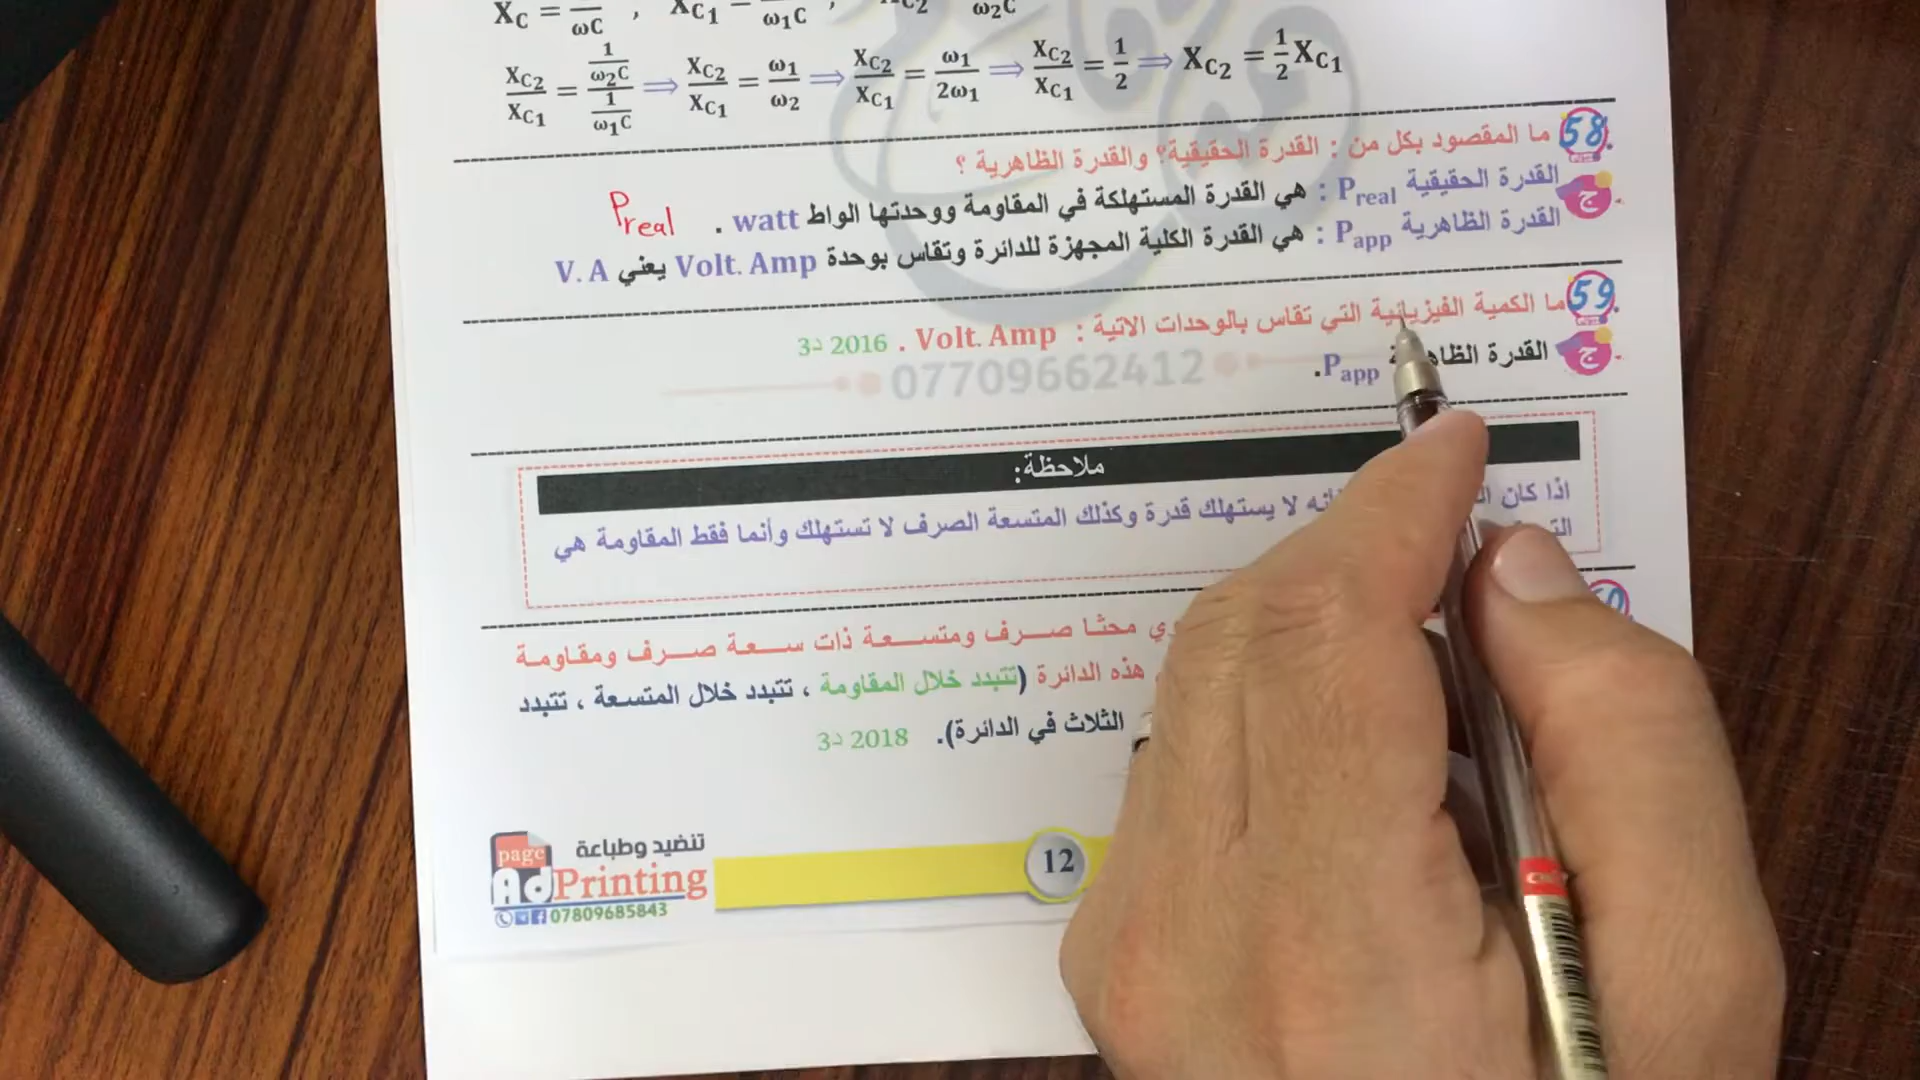 X_C = 1/ωC , X_C1 = 1/ω₁C , X_C2 = 1/ω₂C
X_C2/X_C1 = (1/ω₂C)/(1/ω₁C) ⟹ X_C2/X_C1 = ω₁/ω₂ ⟹ X_C2/X_C1 = ω₁/2ω₁ ⟹ X_C2/X_C1 = 1/2 ⟹ X_C2 = 1/2 X_C1
58 ما المقصود بكل من : القدرة الحقيقية؟ والقدرة الظاهرية ؟
ج القدرة الحقيقية P_real : هي القدرة المستهلكة في المقاومة ووحدتها الواط watt .
P_real
القدرة الظاهرية P_app : هي القدرة الكلية المجهزة للدائرة وتقاس بوحدة Volt. Amp يعني V. A
59 ما الكمية الفيزيائية التي تقاس بالوحدات الاتية : Volt. Amp . 2016 د3
ج القدرة P_app.
07709662412
ملاحظة:
اذا كان لا يستهلك قدرة وكذلك المتسعة الصرف لا تستهلك وأنما فقط المقاومة هي
60
محثا صرف ومتسعة ذات سعة صرف ومقاومة
هذه الدائرة (تتبدد خلال المقاومة ، تتبدد خلال المتسعة ، تتبدد
الثلاث في الدائرة). 2018 د3
page تنضيد وطباعة
Ad Printing
07809685843
12